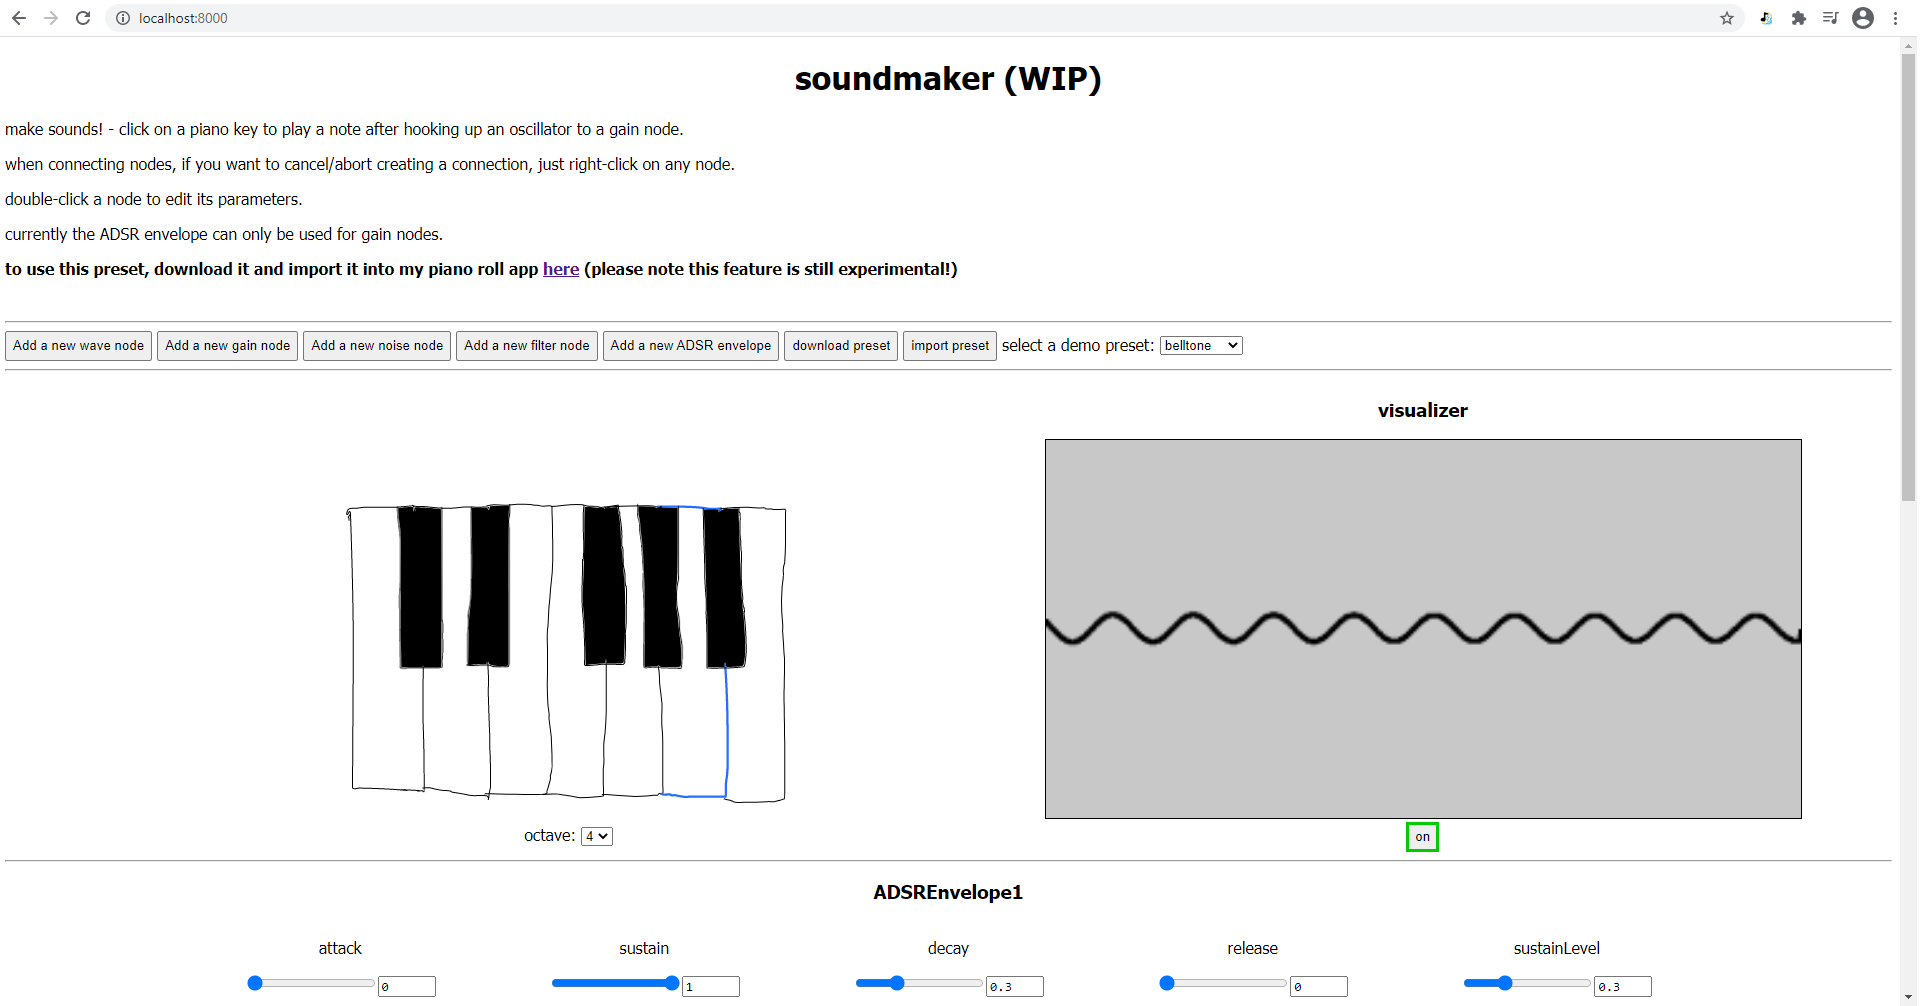 localhost:8000
soundmaker (WIP)
make sounds! - click on a piano key to play a note after hooking up an oscillator to a gain node.
when connecting nodes, if you want to cancel/abort creating a connection, just right-click on any node.
double-click a node to edit its parameters.
currently the ADSR envelope can only be used for gain nodes.
to use this preset, download it and import it into my piano roll app here (please note this feature is still experimental!)
Add a new wave node Add a new gain node Add a new noise node Add a new filter node Add a new ADSR envelope download preset import preset select a demo preset: belltone
visualizer
octave: 4
on
ADSREnvelope1
attack sustain decay release sustainLevel
0 1 0.3 0 0.3